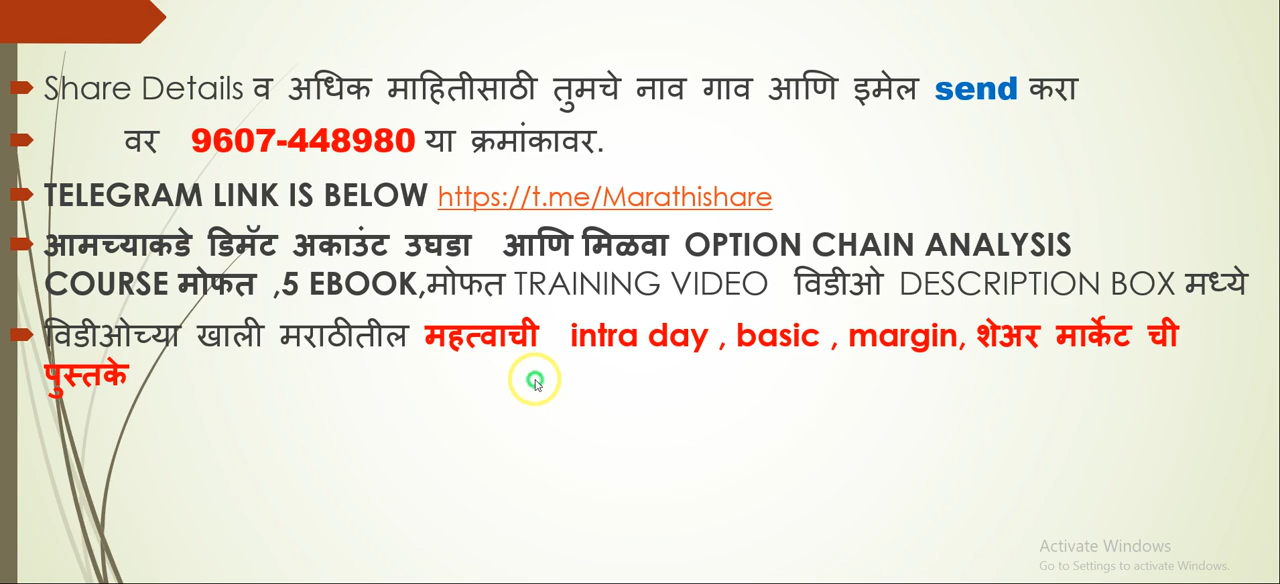 Share Details व अधिक माहितीसाठी तुमचे नाव गाव आणि इमेल send करा
वर 9607-448980 या क्रमांकावर.
TELEGRAM LINK IS BELOW https://t.me/Marathishare
आमच्याकडे डिमॅट अकाउंट उघडा आणि मिळवा OPTION CHAIN ANALYSIS
COURSE मोफत ,5 EBOOK,मोफत TRAINING VIDEO विडीओ DESCRIPTION BOX मध्ये
विडीओच्या खाली मराठीतील महत्वाची intra day , basic , margin, शेअर मार्केट ची
पुस्तके
Activate Windows
Go to Settings to activate Windows.